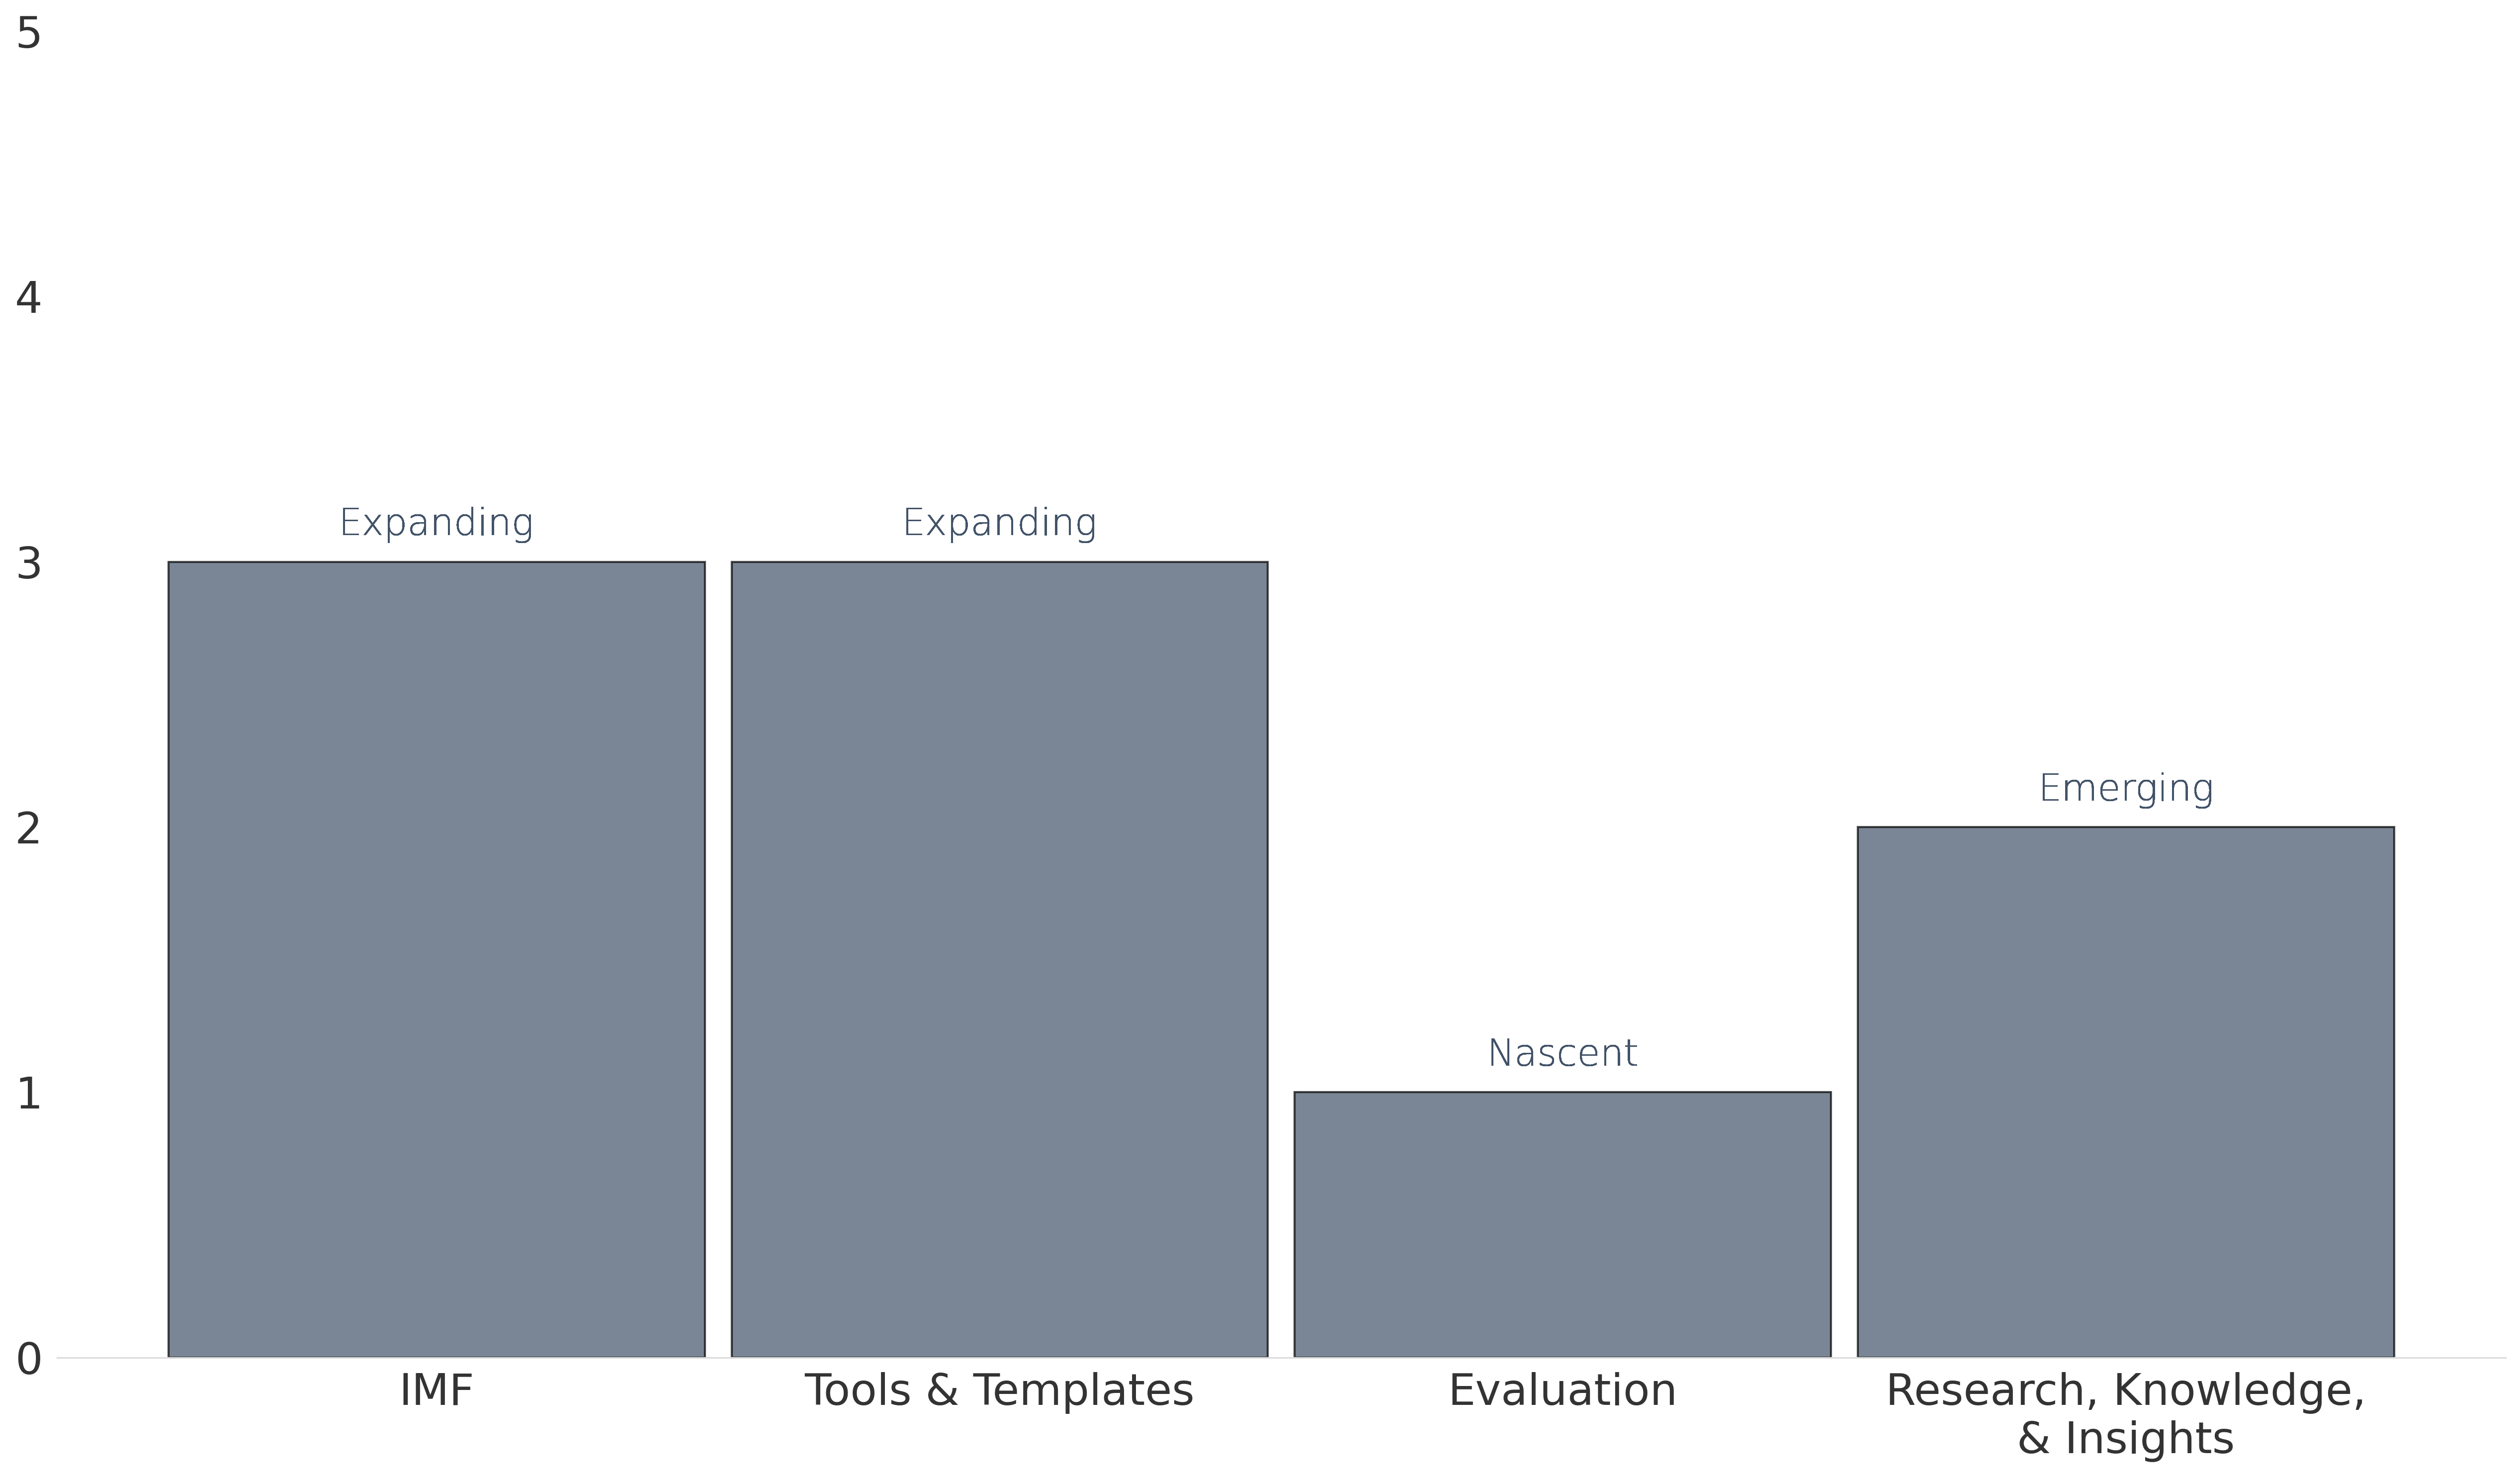 5
4
3
2
1
0
Expanding
Expanding
Nascent
Emerging
IMF
Tools & Templates
Evaluation
Research, Knowledge,
& Insights